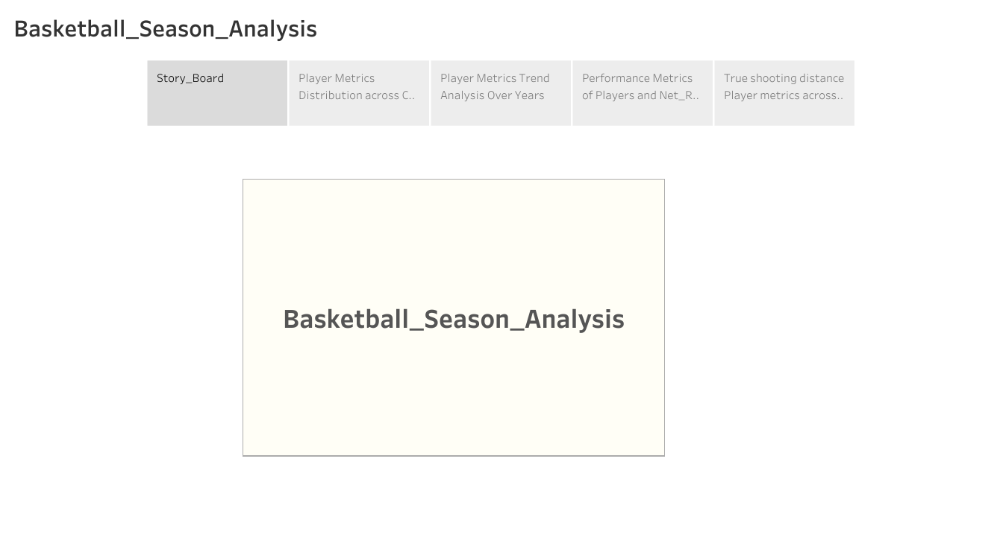 Basketball_Season_Analysis
Story_Board
Player Metrics
Distribution across C..
Player Metrics Trend
Analysis Over Years
Performance Metrics
of Players and Net_R..
True shooting distance
Player metrics across..
Basketball_Season_Analysis